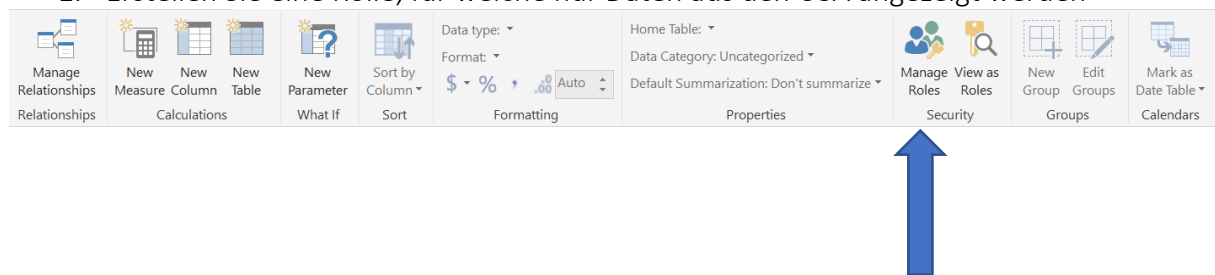 Manage Relationships
New Measure
New Column
New Table
New Parameter
Sort by Column
Data type:
Format:
$ % , .00 Auto
Home Table:
Data Category: Uncategorized
Default Summarization: Don't summarize
Manage Roles
View as Roles
New Group
Edit Groups
Mark as Date Table
Relationships
Calculations
What If
Sort
Formatting
Properties
Security
Groups
Calendars